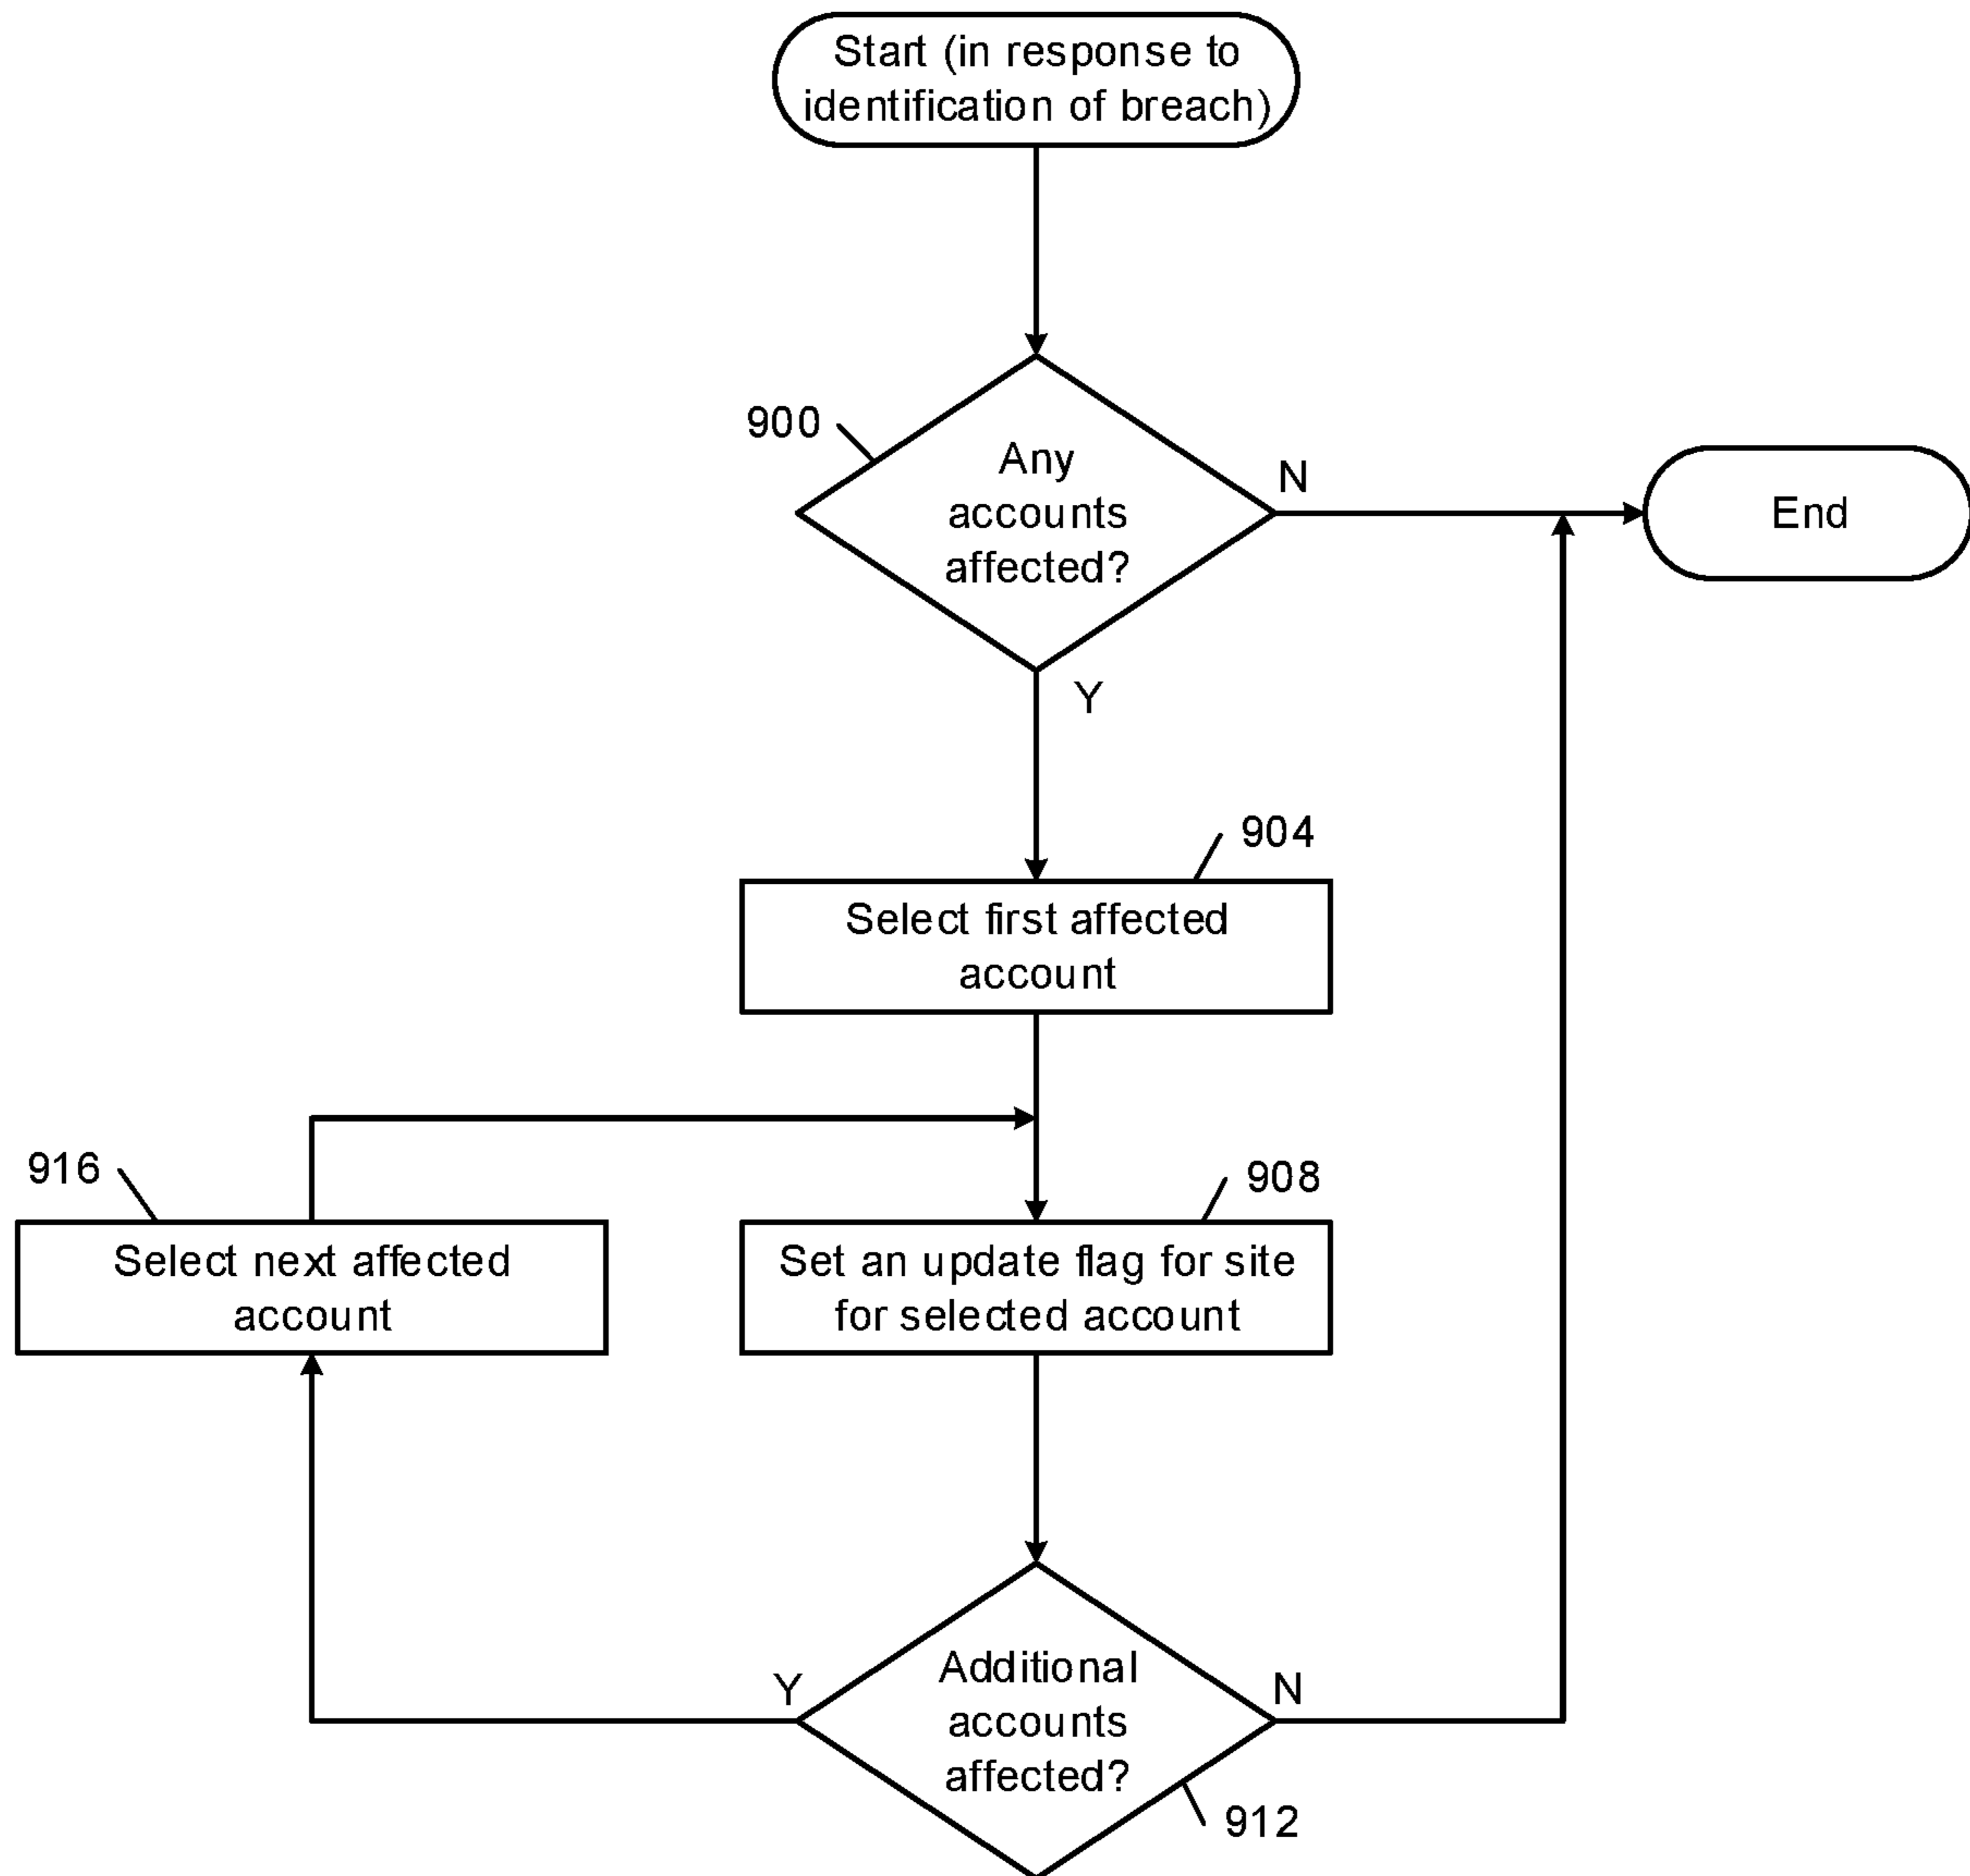 Start (in response to
identification of breach)
900
Any
accounts
affected?
N
End
Y
904
Select first affected
account
916
Select next affected
account
908
Set an update flag for site
for selected account
Y
Additional
accounts
affected?
N
912